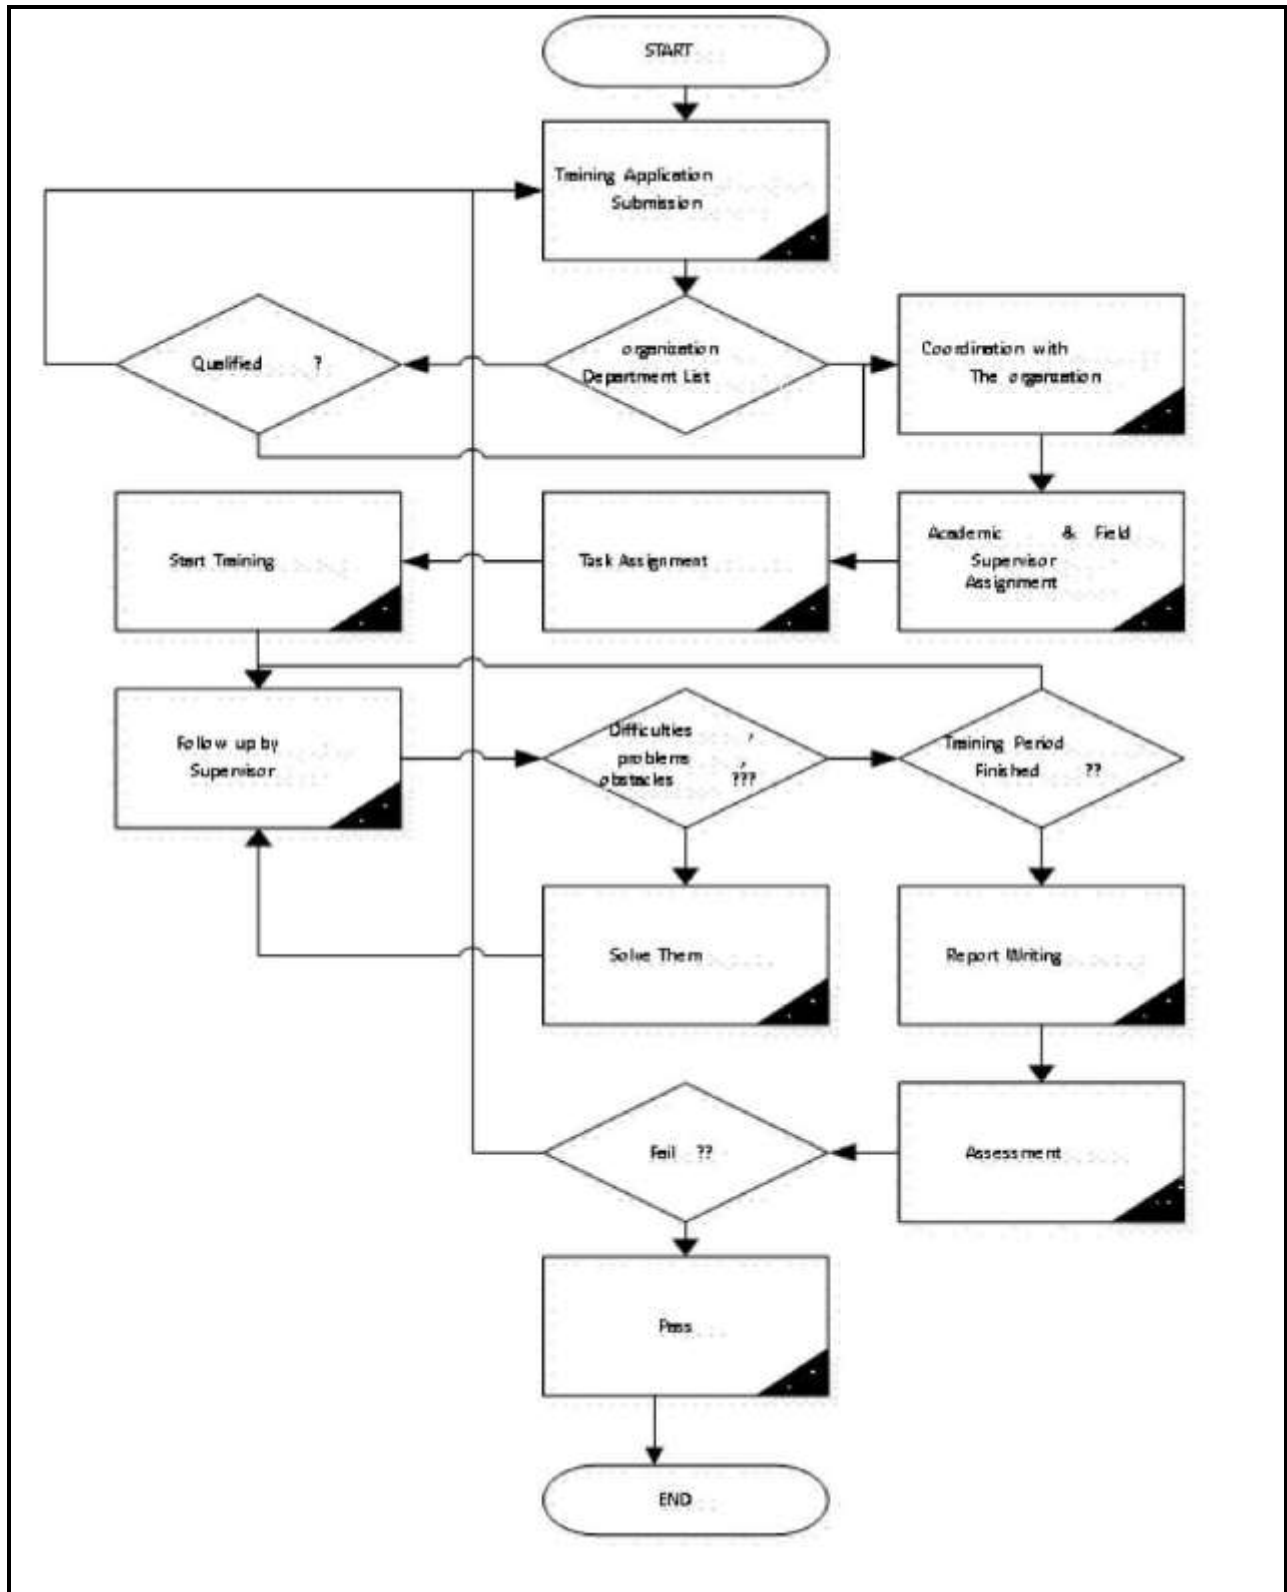 START
Training Application
Submission
Qualified ?
organization
Department List
Coordination with
The organization
Start Training
Task Assignment
Academic & Field
Supervisor
Assignment
Follow up by
Supervisor
Difficulties ,
problems ,
obstacles ???
Training Period
Finished ??
Solve Them
Report Writing
Fail ??
Assessment
Pass
END